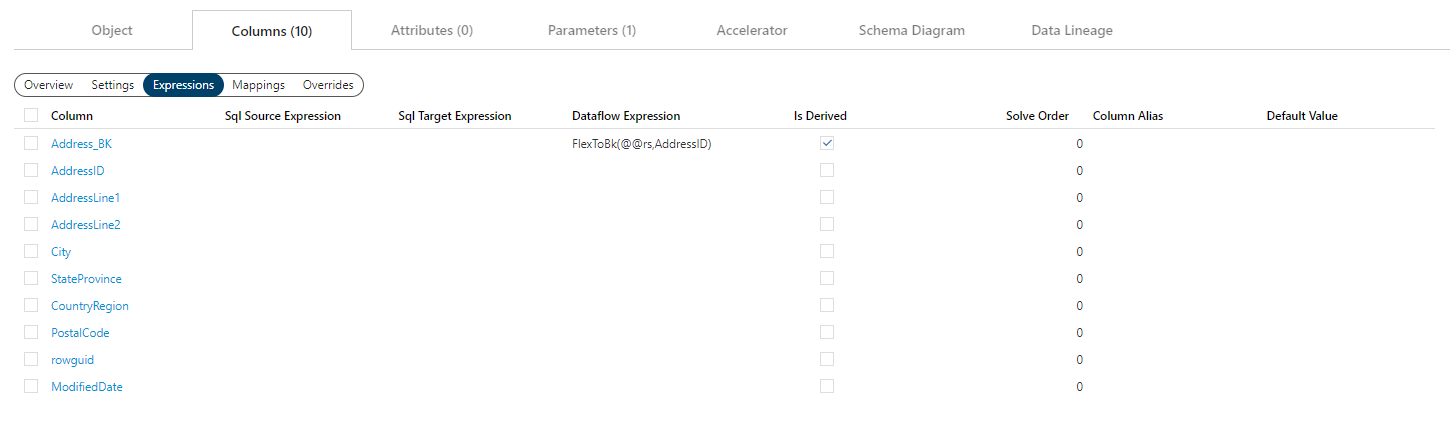 Object Columns (10) Attributes (0) Parameters (1) Accelerator Schema Diagram Data Lineage
Overview Settings Expressions Mappings Overrides
Column Sql Source Expression Sql Target Expression Dataflow Expression Is Derived Solve Order Column Alias Default Value
Address_BK FlexToBk(@@rs,AddressID) 0
AddressID 0
AddressLine1 0
AddressLine2 0
City 0
StateProvince 0
CountryRegion 0
PostalCode 0
rowguid 0
ModifiedDate 0